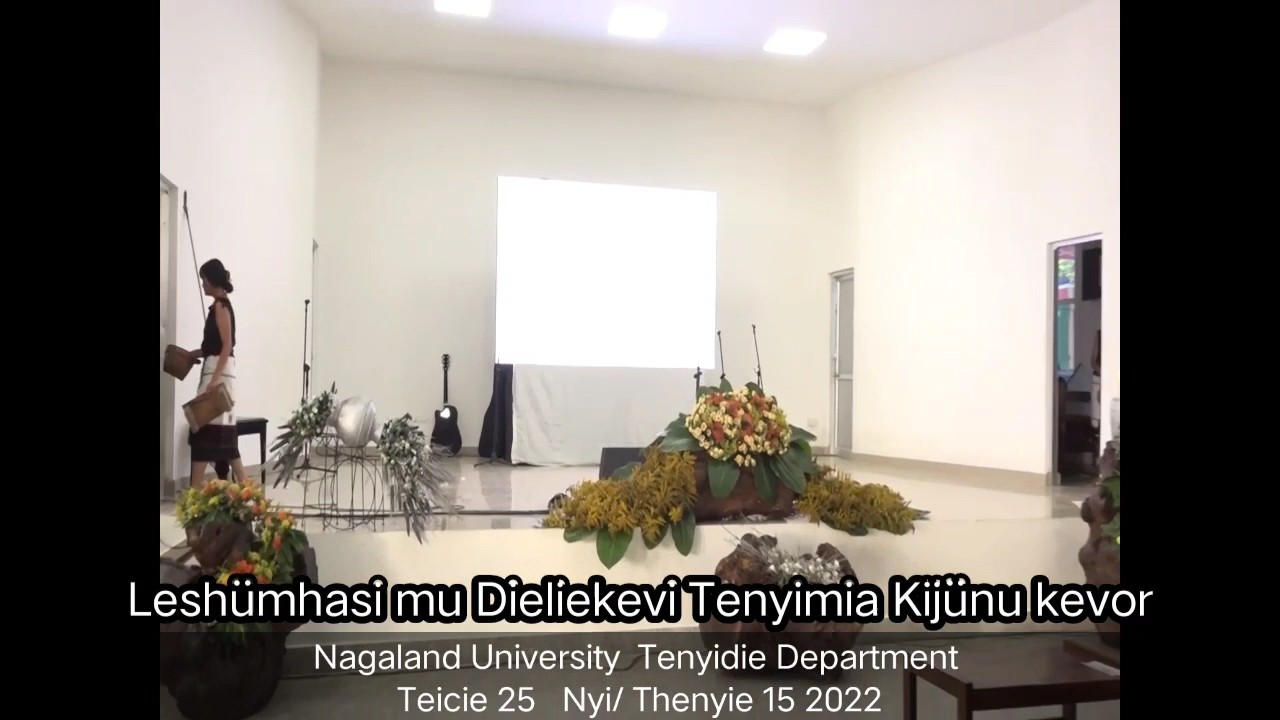 Leshümhasi mu Dieliekevi Tenyimia Kijünu kevor
Nagaland University Tenyidie Department
Teicie 25 Nyi/ Thenyie 15 2022